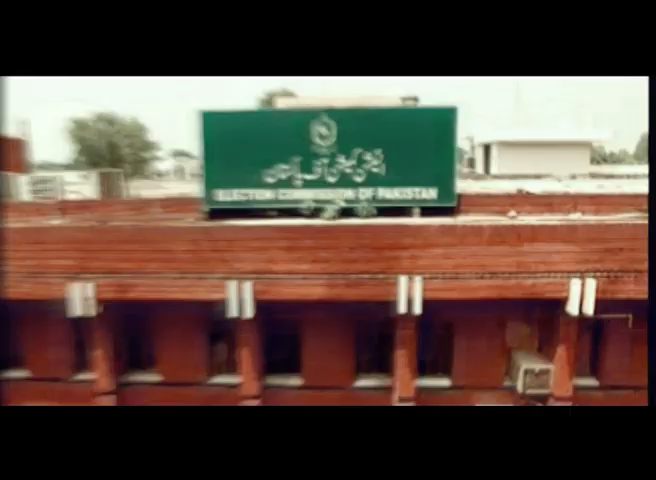 الیکشن کمیشن آف پاکستان
ELECTION COMMISSION OF PAKISTAN